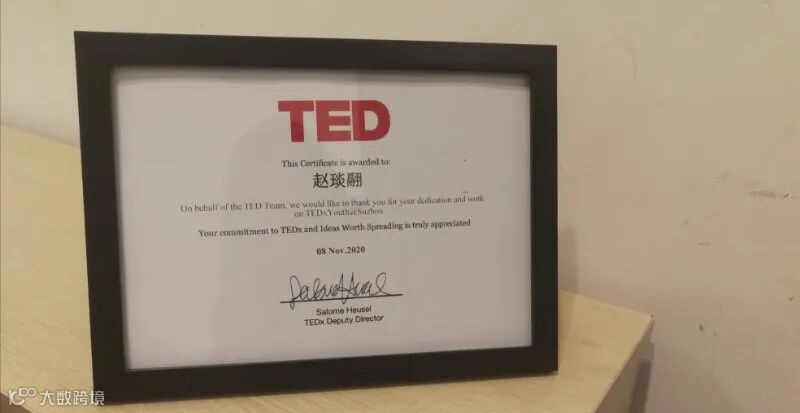 TED
This Certificate is awarded to:
赵琰翮
On behalf of the TED Team, we would like to thank you for your dedication and work
on TEDxYouth@Suzhou
Your commitment to TEDx and Ideas Worth Spreading is truly appreciated
08 Nov.2020
Salome Heusel
TEDx Deputy Director
大数跨境